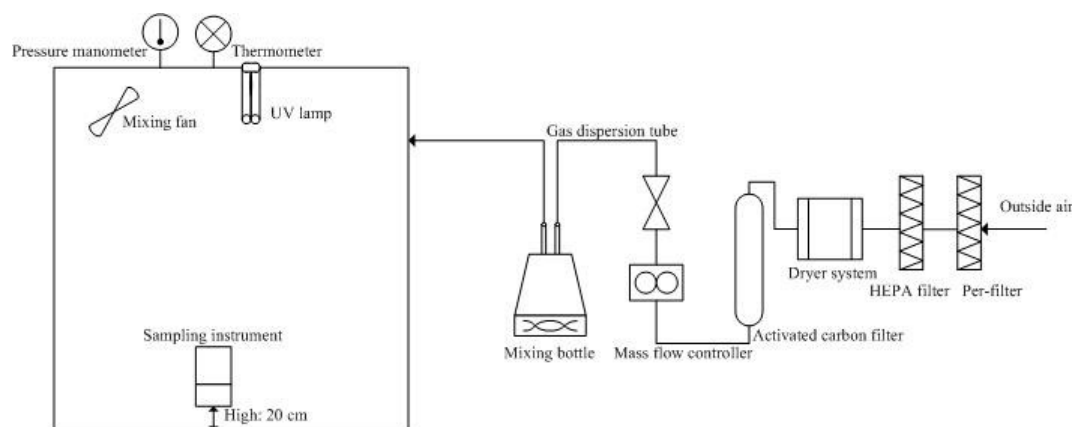 Pressure manometer
Thermometer
UV lamp
Mixing fan
Gas dispersion tube
Outside air
Dryer system
HEPA filter
Per-filter
Sampling instrument
Mixing bottle
Mass flow controller
Activated carbon filter
High: 20 cm